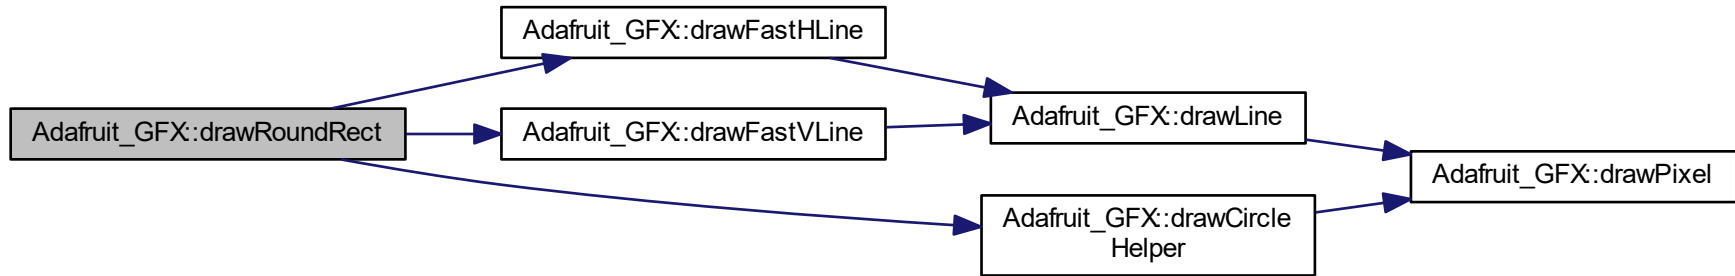 Adafruit_GFX::drawFastHLine
Adafruit_GFX::drawRoundRect
Adafruit_GFX::drawFastVLine
Adafruit_GFX::drawLine
Adafruit_GFX::drawCircle
Helper
Adafruit_GFX::drawPixel